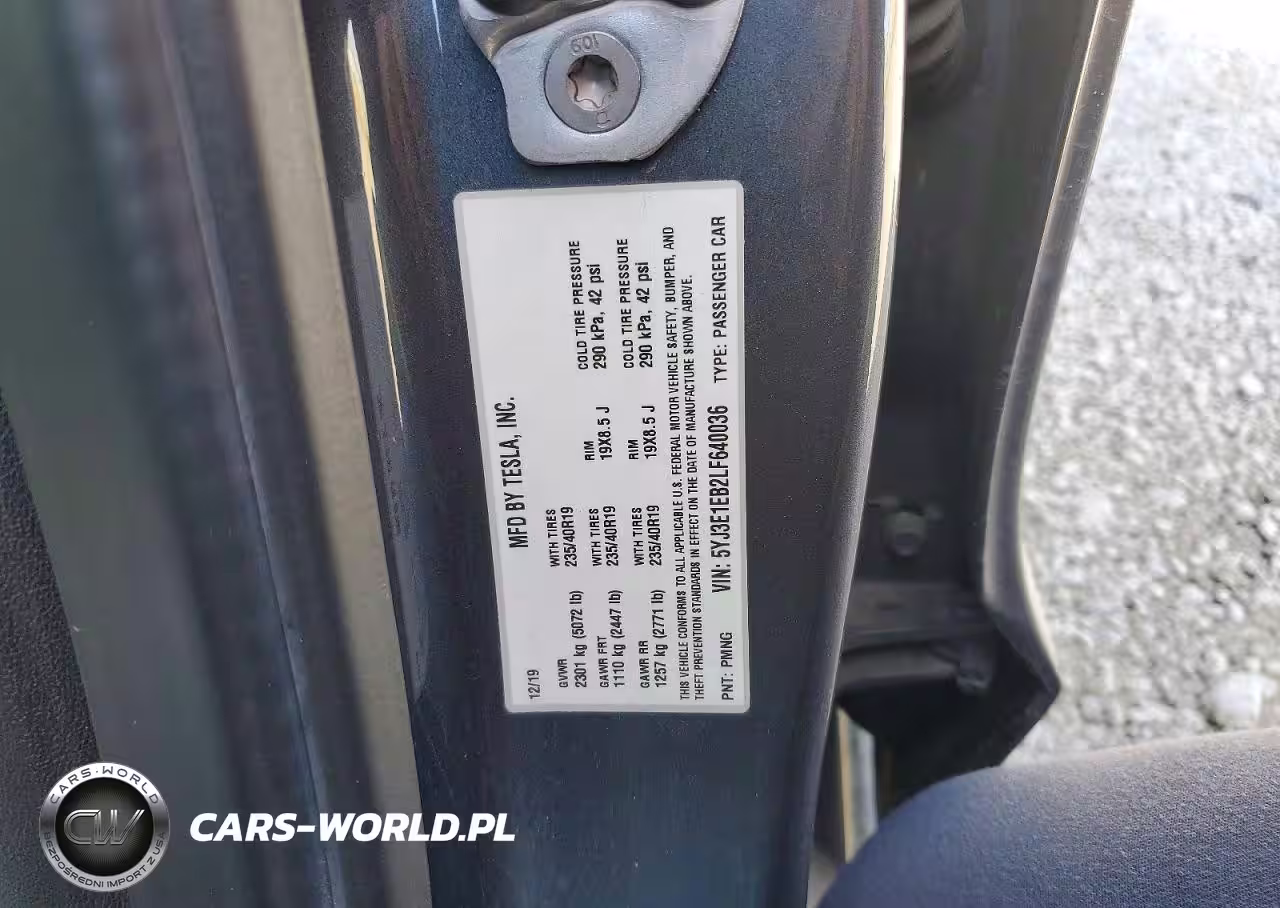 109
MFD BY TESLA, INC.
12/19
GVWR
2301 kg (5072 lb)
WITH TIRES
235/40R19
RIM
19X8.5 J
COLD TIRE PRESSURE
290 kPa, 42 psi
GAWR FRT
1110 kg (2447 lb)
WITH TIRES
235/40R19
GAWR RR
1257 kg (2771 lb)
WITH TIRES
235/40R19
RIM
19X8.5 J
COLD TIRE PRESSURE
290 kPa, 42 psi
THIS VEHICLE CONFORMS TO ALL APPLICABLE U.S. FEDERAL MOTOR VEHICLE SAFETY, BUMPER, AND
THEFT PREVENTION STANDARDS IN EFFECT ON THE DATE OF MANUFACTURE SHOWN ABOVE.
PNT: PMNG VIN: 5YJ3E1EB2LF640036 TYPE: PASSENGER CAR
CARS-WORLD
CW
BEZPOŚREDNI IMPORT Z USA
CARS-WORLD.PL